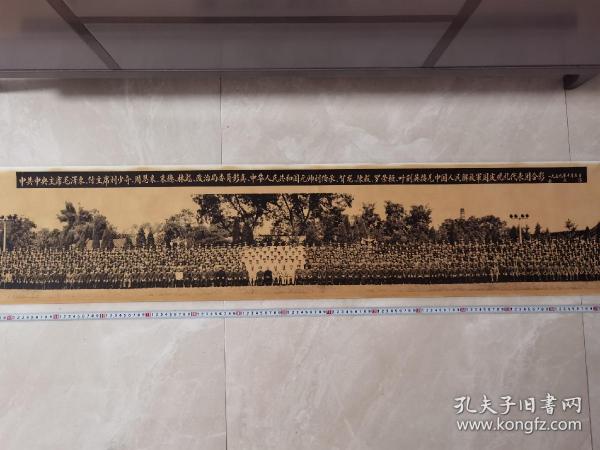 中共中央主席毛泽东、付主席刘少奇、周恩来、朱德、林彪、政治局委员彭真、中华人民共和国元帅刘伯承、贺龙、陈毅、罗荣桓、叶剑英接见中国人民解放军国庆观礼代表团合影
孔夫子旧书网
www.kongfz.com